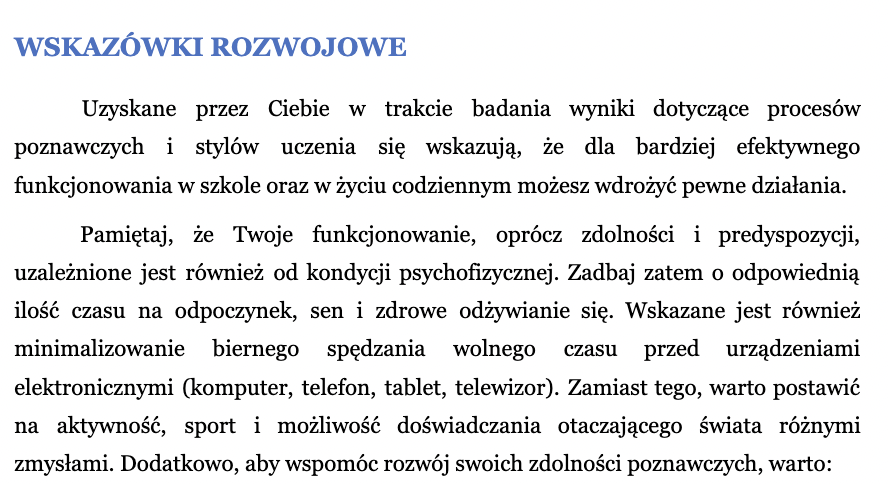 WSKAZÓWKI ROZWOJOWE
Uzyskane przez Ciebie w trakcie badania wyniki dotyczące procesów
poznawczych i stylów uczenia się wskazują, że dla bardziej efektywnego
funkcjonowania w szkole oraz w życiu codziennym możesz wdrożyć pewne działania.
Pamiętaj, że Twoje funkcjonowanie, oprócz zdolności i predyspozycji,
uzależnione jest również od kondycji psychofizycznej. Zadbaj zatem o odpowiednią
ilość czasu na odpoczynek, sen i zdrowe odżywianie się. Wskazane jest również
minimalizowanie biernego spędzania wolnego czasu przed urządzeniami
elektronicznymi (komputer, telefon, tablet, telewizor). Zamiast tego, warto postawić
na aktywność, sport i możliwość doświadczania otaczającego świata różnymi
zmysłami. Dodatkowo, aby wspomóc rozwój swoich zdolności poznawczych, warto: